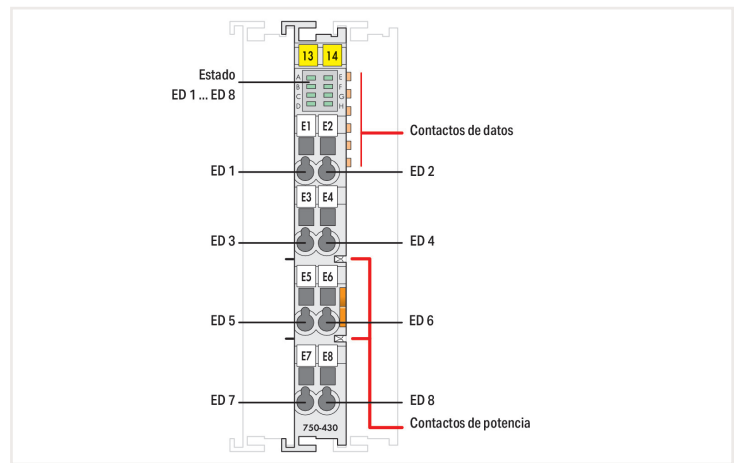 13 14
Estado
ED 1 ... ED 8
A E
B F
C G
D H
E1 E2
Contactos de datos
ED 1 ED 2
E3 E4
ED 3 ED 4
E5 E6
ED 5 ED 6
E7 E8
ED 7 ED 8
Contactos de potencia
750-430